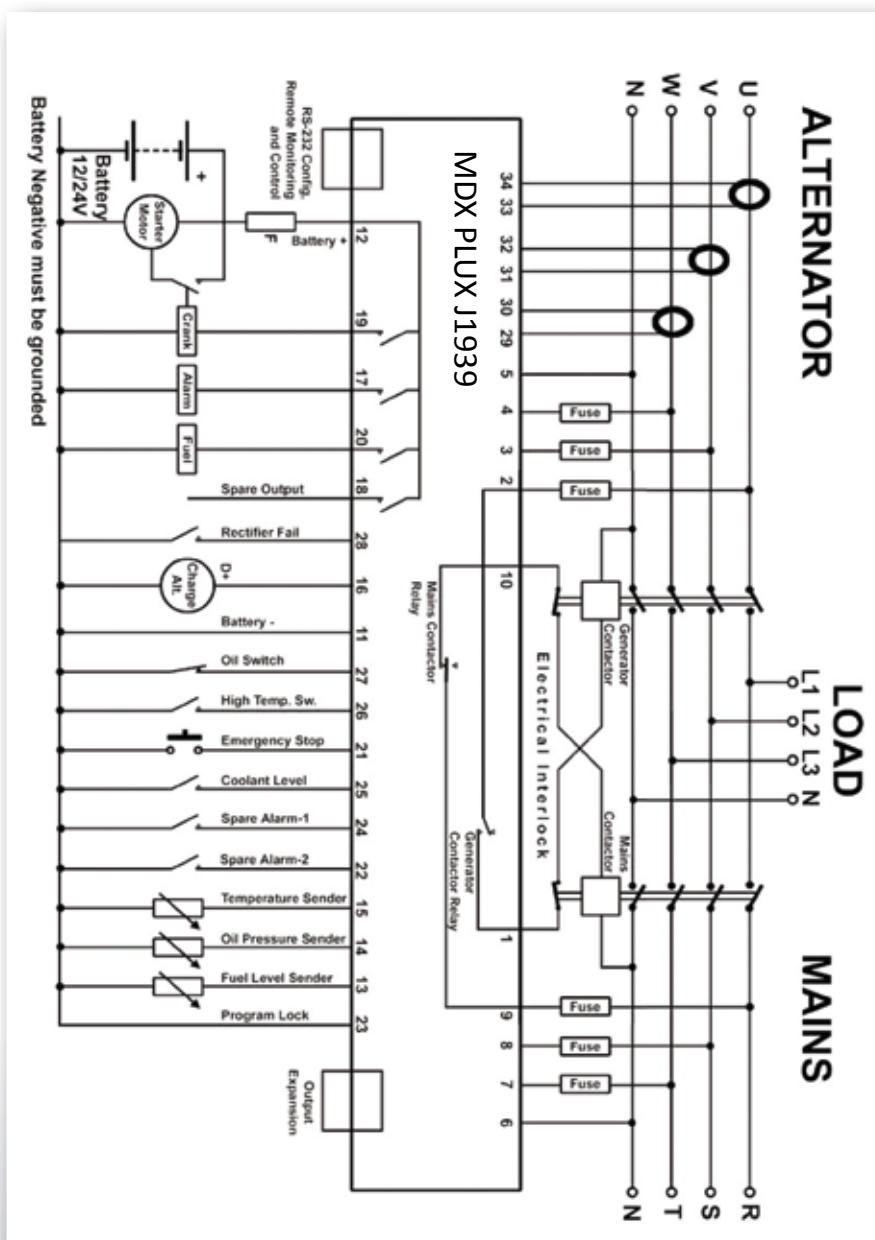 ALTERNATOR
LOAD
MAINS
U
V
W
N
L1
L2
L3
N
R
S
T
N
34
33
32
31
30
29
5
4
3
2
10
1
9
8
7
6
Fuse
Fuse
Fuse
Fuse
Fuse
Fuse
Generator
Contactor
Mains
Contactor
Electrical Interlock
Mains Contactor
Relay
Generator
Contactor Relay
MDX PLUX J1939
RS-232 Config.
Remote Monitoring
and Control
Output
Expansion
12
19
17
20
18
28
16
11
27
26
21
25
24
22
15
14
13
23
Battery +
F
Starter
Motor
+
Battery
12/24V
Crank
Alarm
Fuel
Spare Output
Rectifier Fail
D+
Charge
Alt.
Battery -
Oil Switch
High Temp. Sw.
Emergency Stop
Coolant Level
Spare Alarm-1
Spare Alarm-2
Temperature Sender
Oil Pressure Sender
Fuel Level Sender
Program Lock
Battery Negative must be grounded